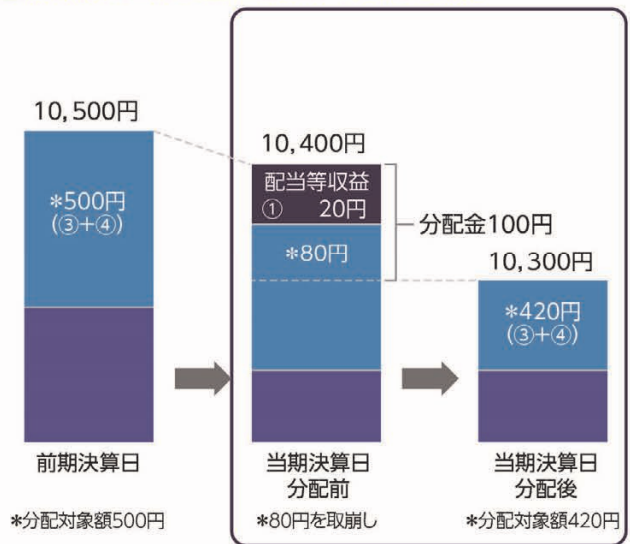 10,500円
*500円
(③+④)
前期決算日
*分配対象額500円
10,400円
配当等収益
① 20円
*80円
分配金100円
当期決算日
分配前
*80円を取崩し
10,300円
*420円
(③+④)
当期決算日
分配後
*分配対象額420円